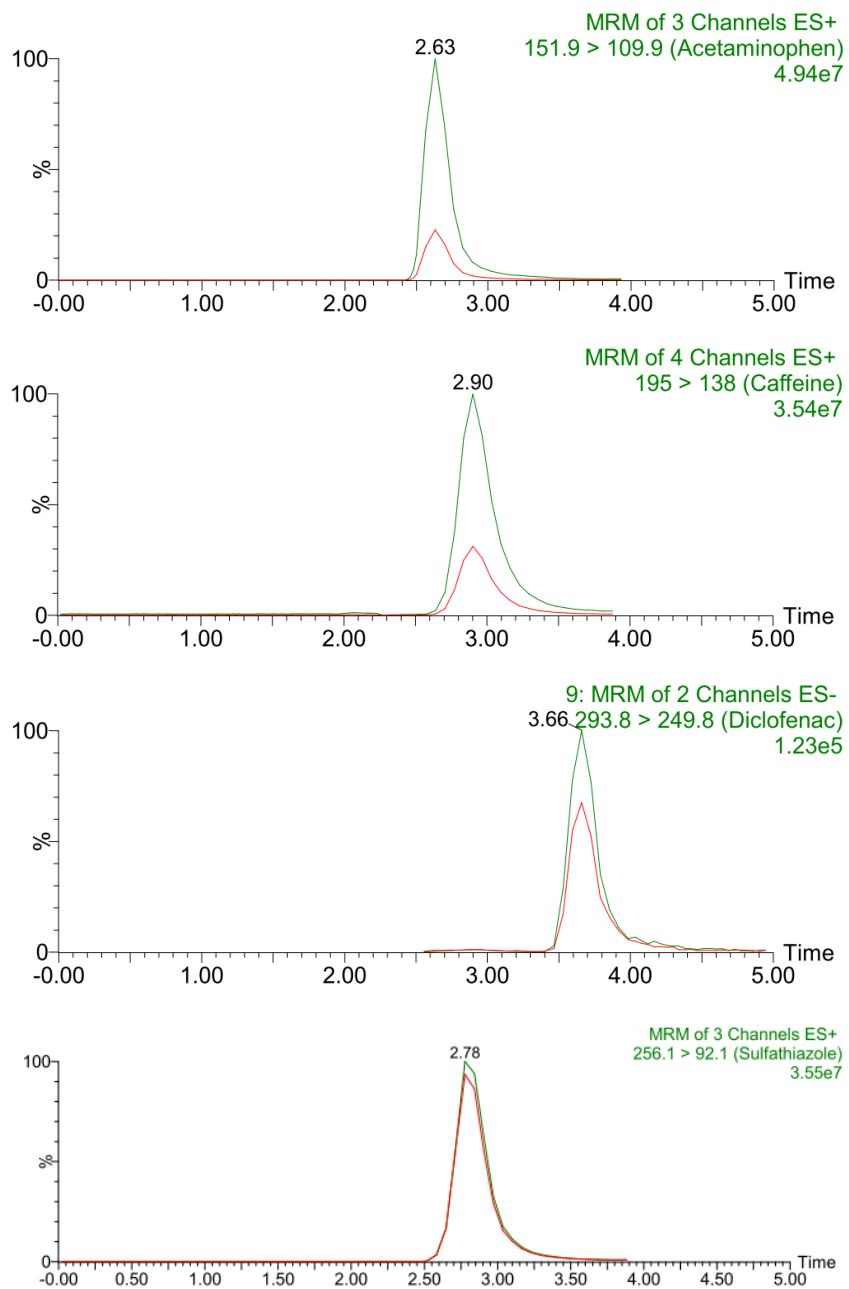 MRM of 3 Channels ES+
2.63
151.9 > 109.9 (Acetaminophen)
4.94e7
100
%
0
Time
-0.00 1.00 2.00 3.00 4.00 5.00
MRM of 4 Channels ES+
2.90
195 > 138 (Caffeine)
3.54e7
100
%
0
Time
-0.00 1.00 2.00 3.00 4.00 5.00
9: MRM of 2 Channels ES-
3.66 293.8 > 249.8 (Diclofenac)
1.23e5
100
%
0
Time
-0.00 1.00 2.00 3.00 4.00 5.00
MRM of 3 Channels ES+
2.78
256.1 > 92.1 (Sulfathiazole)
3.55e7
100
%
0
Time
-0.00 0.50 1.00 1.50 2.00 2.50 3.00 3.50 4.00 4.50 5.00